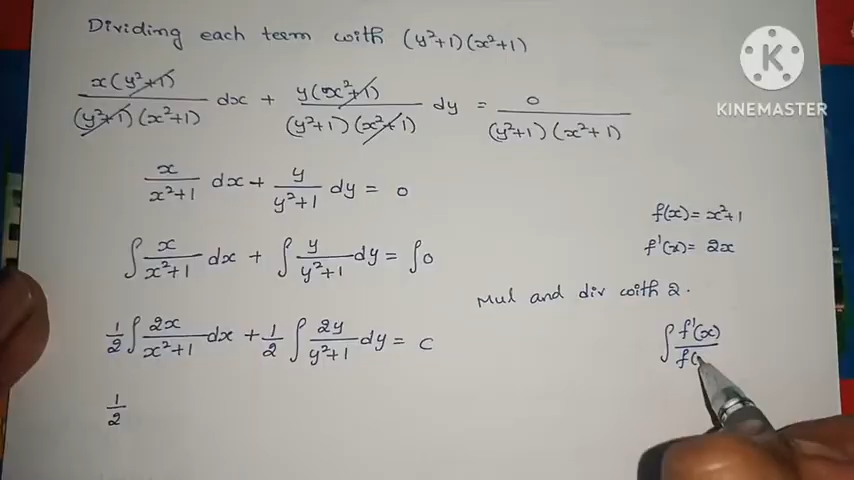 Dividing each term with (y²+1)(x²+1)
x(y²+1)/(y²+1)(x²+1) dx + y(x²+1)/(y²+1)(x²+1) dy = 0/(y²+1)(x²+1)
K
KINEMASTER
x/x²+1 dx + y/y²+1 dy = 0
f(x) = x²+1
f'(x) = 2x
∫ x/x²+1 dx + ∫ y/y²+1 dy = ∫0
Mul and div with 2.
1/2 ∫ 2x/x²+1 dx + 1/2 ∫ 2y/y²+1 dy = c
∫ f'(x)/f(
1/2